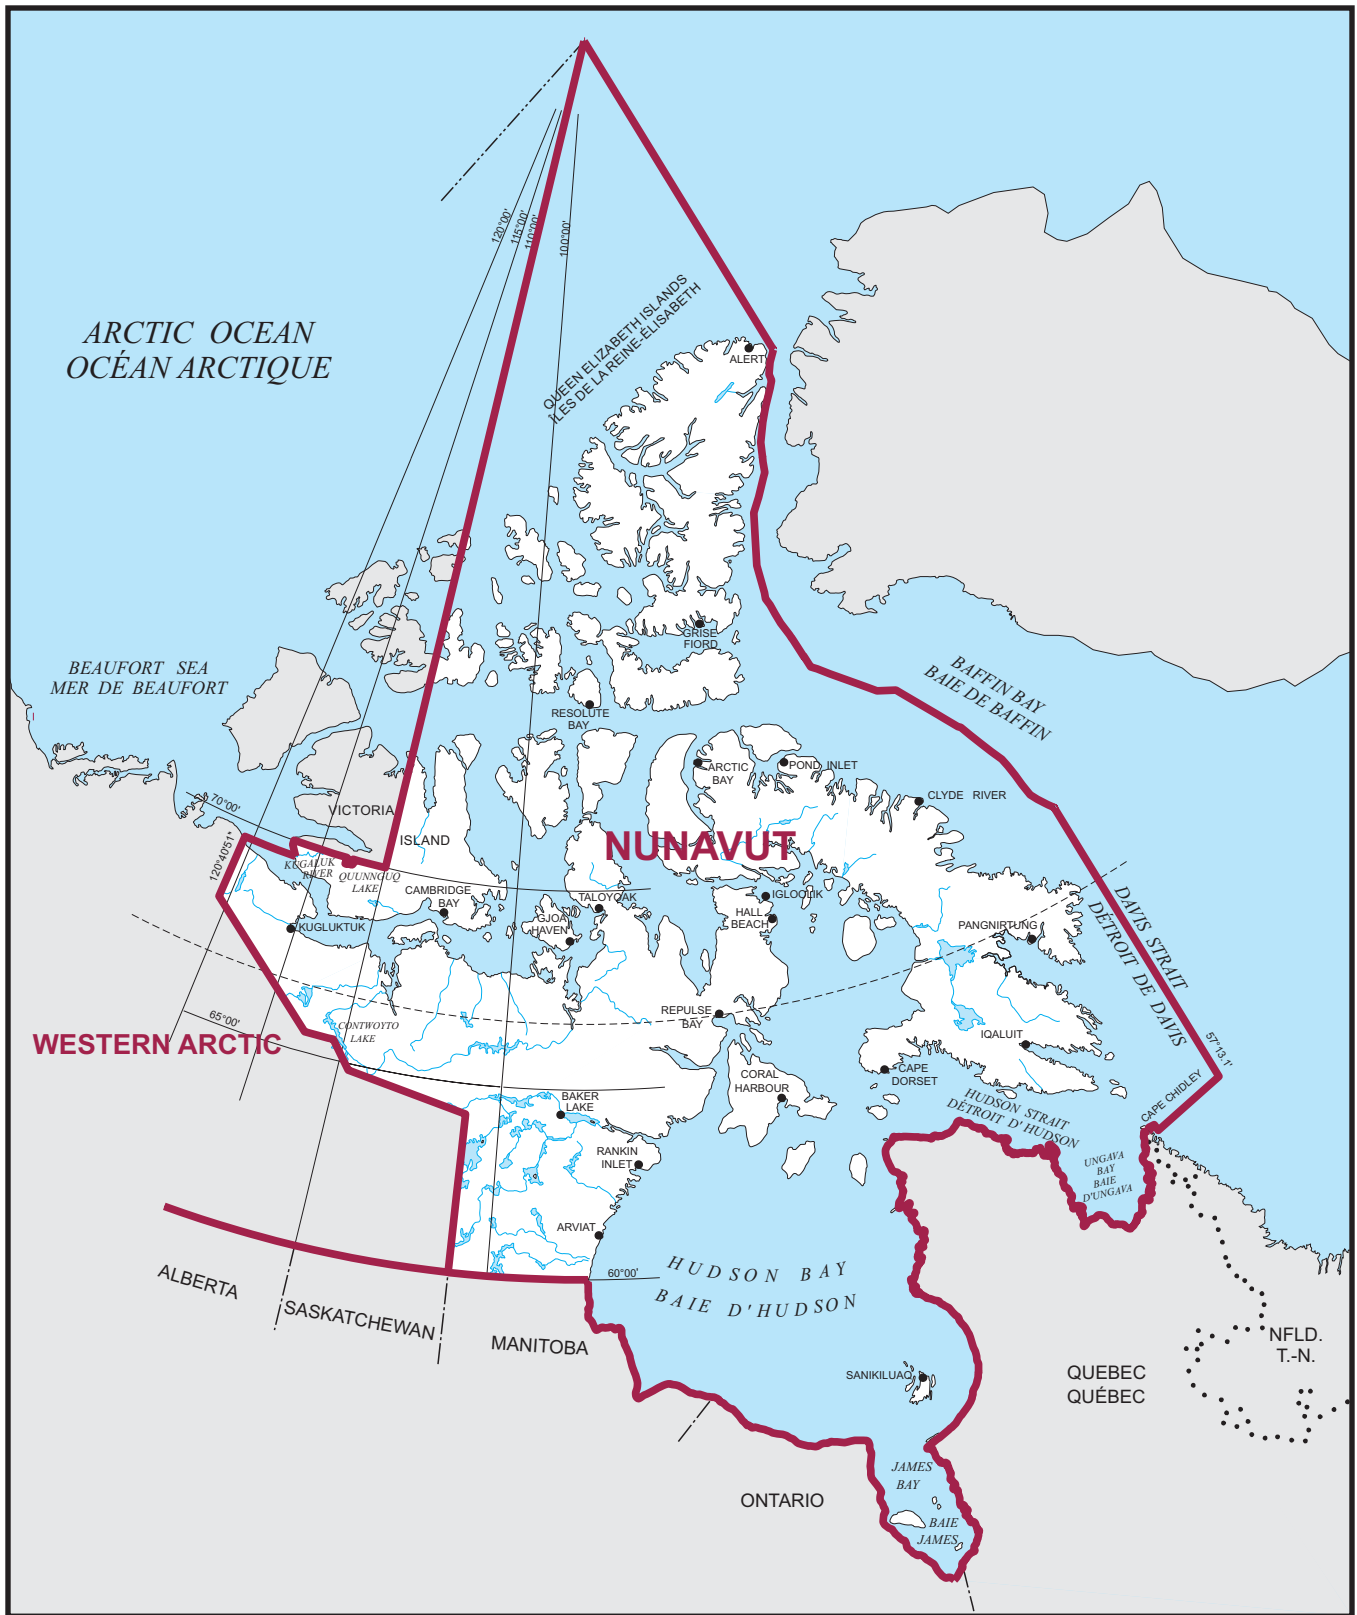 120°00'
115°00'
110°00'
100°00'
QUEEN ELIZABETH ISLANDS
ÎLES DE LA REINE-ÉLISABETH
ARCTIC OCEAN
OCÉAN ARCTIQUE
ALERT
GRISE
FIORD
BEAUFORT SEA
MER DE BEAUFORT
BAFFIN BAY
BAIE DE BAFFIN
RESOLUTE
BAY
ARCTIC
BAY
POND INLET
CLYDE RIVER
70°00'
VICTORIA
ISLAND
NUNAVUT
120°40'51"
KUGALUK
RIVER
QUUNNGUQ
LAKE
CAMBRIDGE
BAY
TALOYOAK
GJOA
HAVEN
IGLOOLIK
HALL
BEACH
PANGNIRTUNG
DAVIS STRAIT
DÉTROIT DE DAVIS
KUGLUKTUK
65°00'
WESTERN ARCTIC
CONTWOYTO
LAKE
REPULSE
BAY
IQALUIT
57°13.1'
CORAL
HARBOUR
CAPE
DORSET
CAPE CHIDLEY
HUDSON STRAIT
DÉTROIT D'HUDSON
BAKER
LAKE
RANKIN
INLET
UNGAVA
BAY
BAIE
D'UNGAVA
ARVIAT
60°00'
HUDSON BAY
BAIE D'HUDSON
ALBERTA
SASKATCHEWAN
MANITOBA
NFLD.
T.-N.
QUEBEC
QUÉBEC
SANIKILUAQ
JAMES
BAY
ONTARIO
BAIE
JAMES